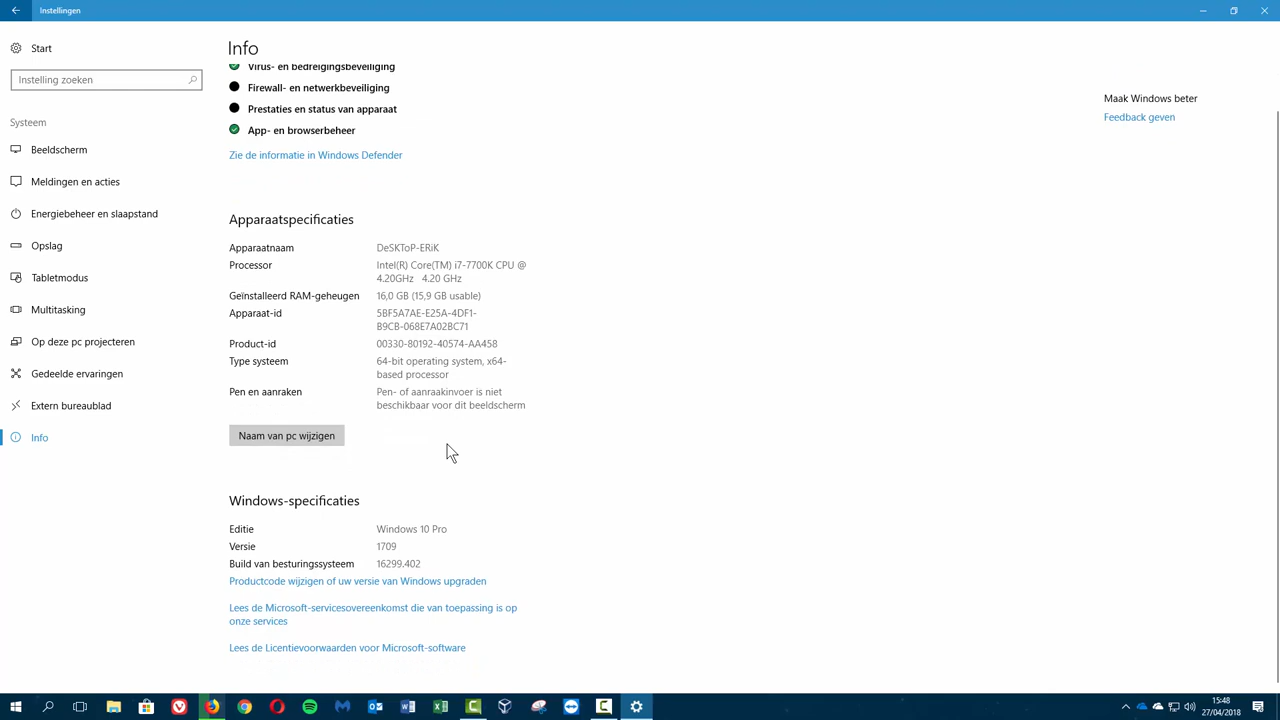 Instellingen
Start
Instelling zoeken
Systeem
Beeldscherm
Meldingen en acties
Energiebeheer en slaapstand
Opslag
Tabletmodus
Multitasking
Op deze pc projecteren
Gedeelde ervaringen
Extern bureaublad
Info
Info
Virus- en bedreigingsbeveiliging
Firewall- en netwerkbeveiliging
Prestaties en status van apparaat
App- en browserbeheer
Zie de informatie in Windows Defender
Apparaatspecificaties
Apparaatnaam DeSKToP-ERiK
Processor Intel(R) Core(TM) i7-7700K CPU @
4.20GHz 4.20 GHz
Geïnstalleerd RAM-geheugen 16,0 GB (15,9 GB usable)
Apparaat-id 5BF5A7AE-E25A-4DF1-
B9CB-068E7A02BC71
Product-id 00330-80192-40574-AA458
Type systeem 64-bit operating system, x64-
based processor
Pen en aanraken Pen- of aanraakinvoer is niet
beschikbaar voor dit beeldscherm
Naam van pc wijzigen
Windows-specificaties
Editie Windows 10 Pro
Versie 1709
Build van besturingssysteem 16299.402
Productcode wijzigen of uw versie van Windows upgraden
Lees de Microsoft-servicesovereenkomst die van toepassing is op
onze services
Lees de Licentievoorwaarden voor Microsoft-software
Maak Windows beter
Feedback geven
15:48
27/04/2018